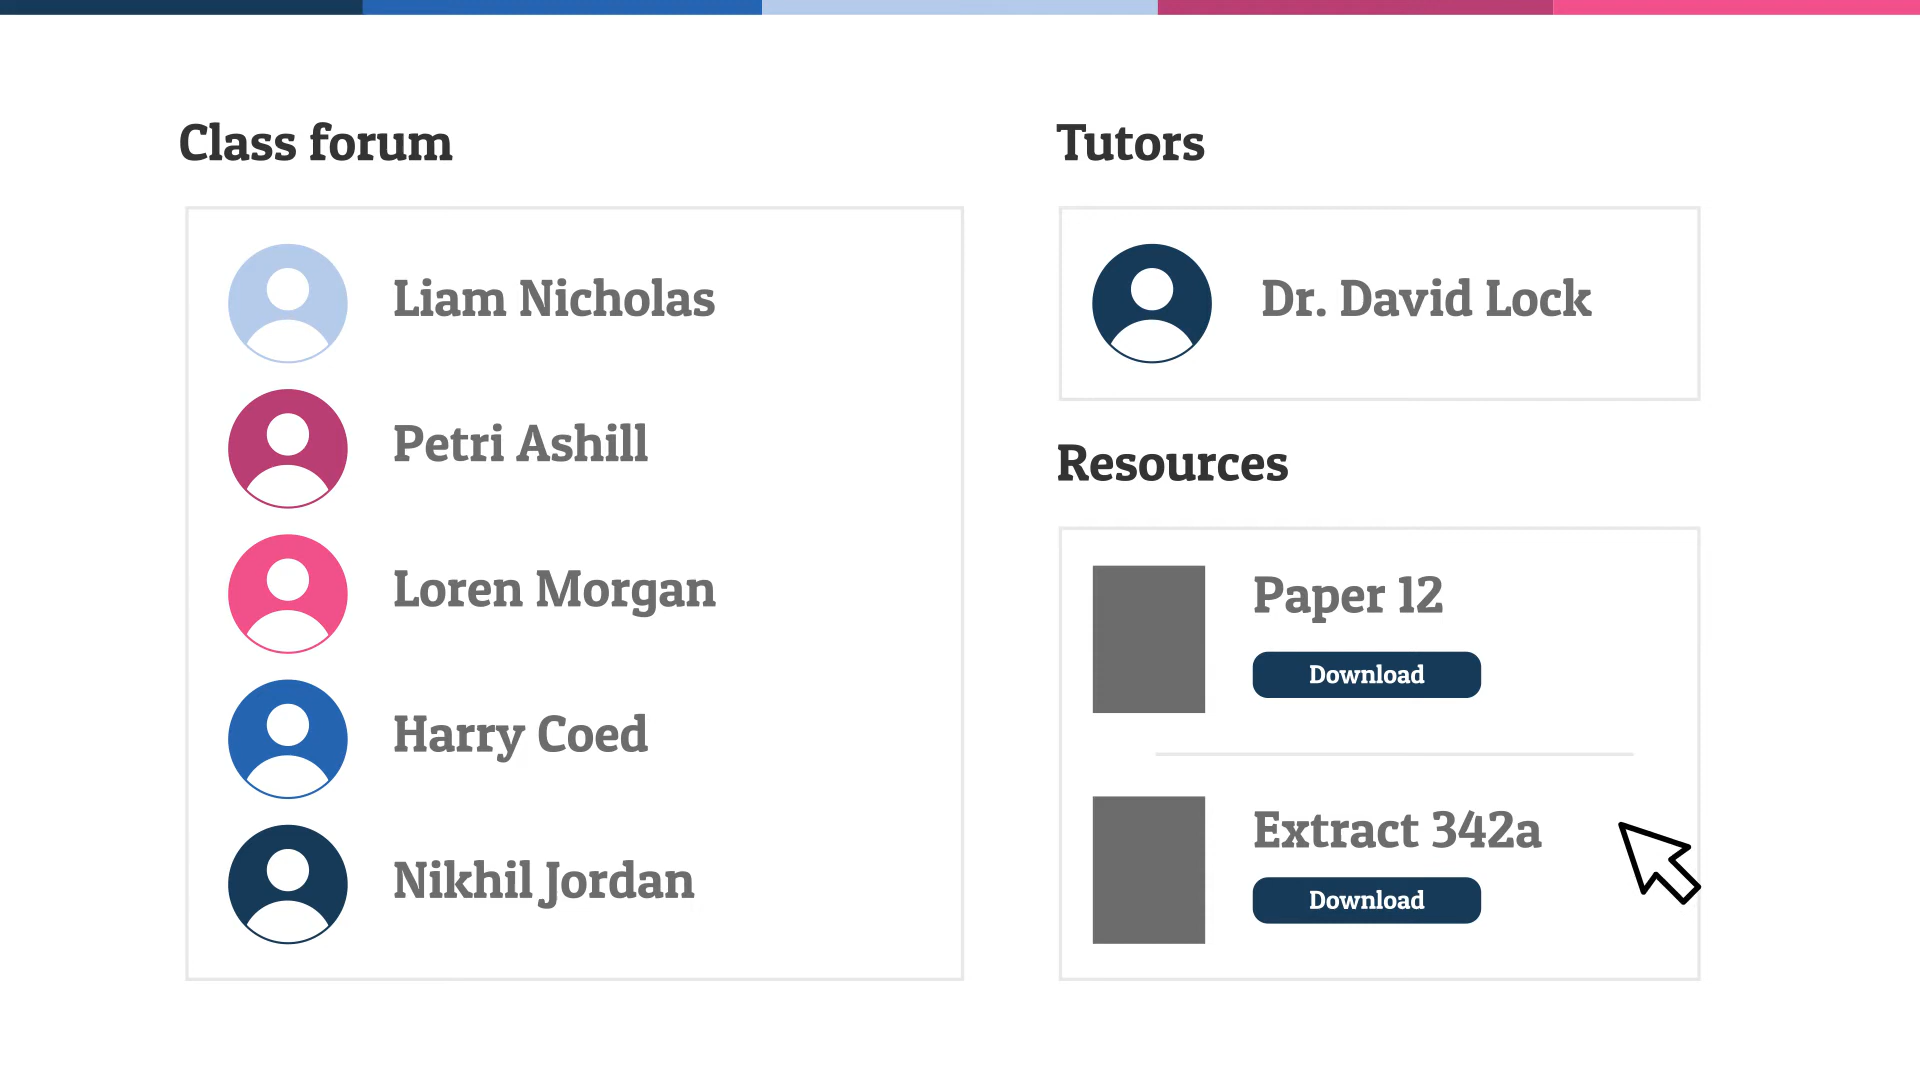 Class forum
Liam Nicholas
Petri Ashill
Loren Morgan
Harry Coed
Nikhil Jordan
Tutors
Dr. David Lock
Resources
Paper 12
Download
Extract 342a
Download